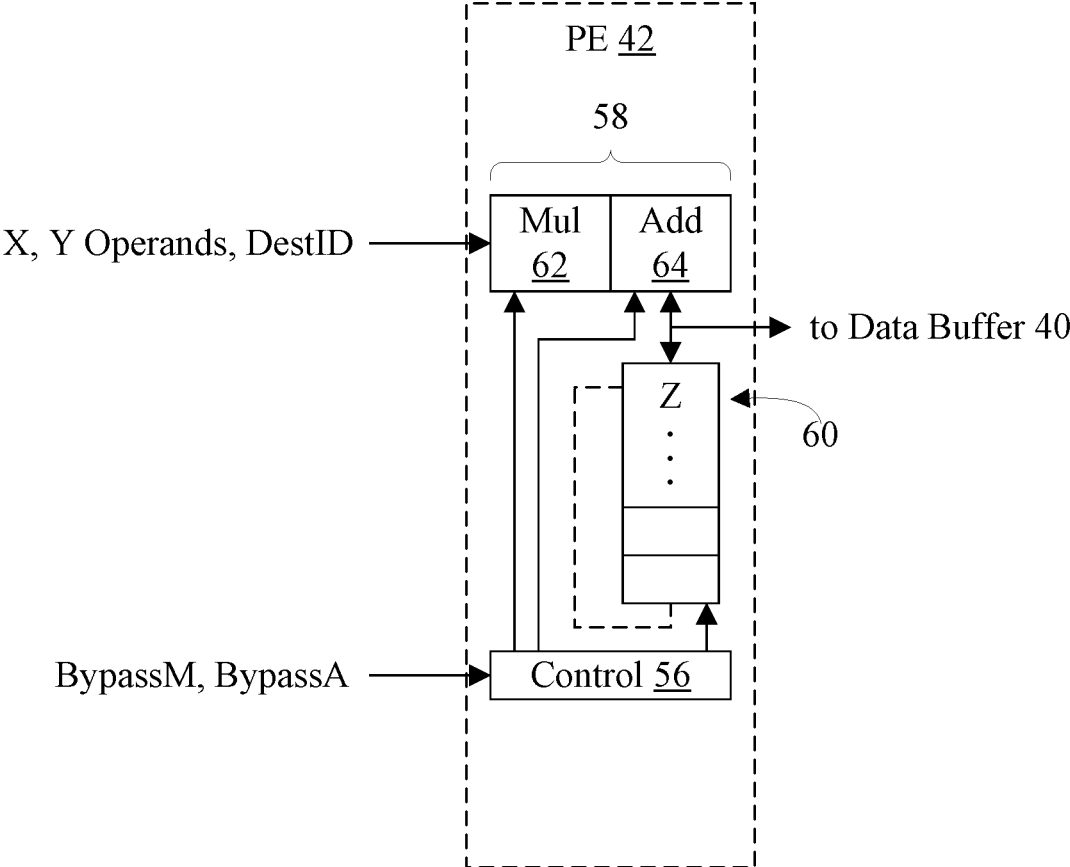 PE 42
58
Mul
62
Add
64
X, Y Operands, DestID
to Data Buffer 40
Z
60
BypassM, BypassA
Control 56